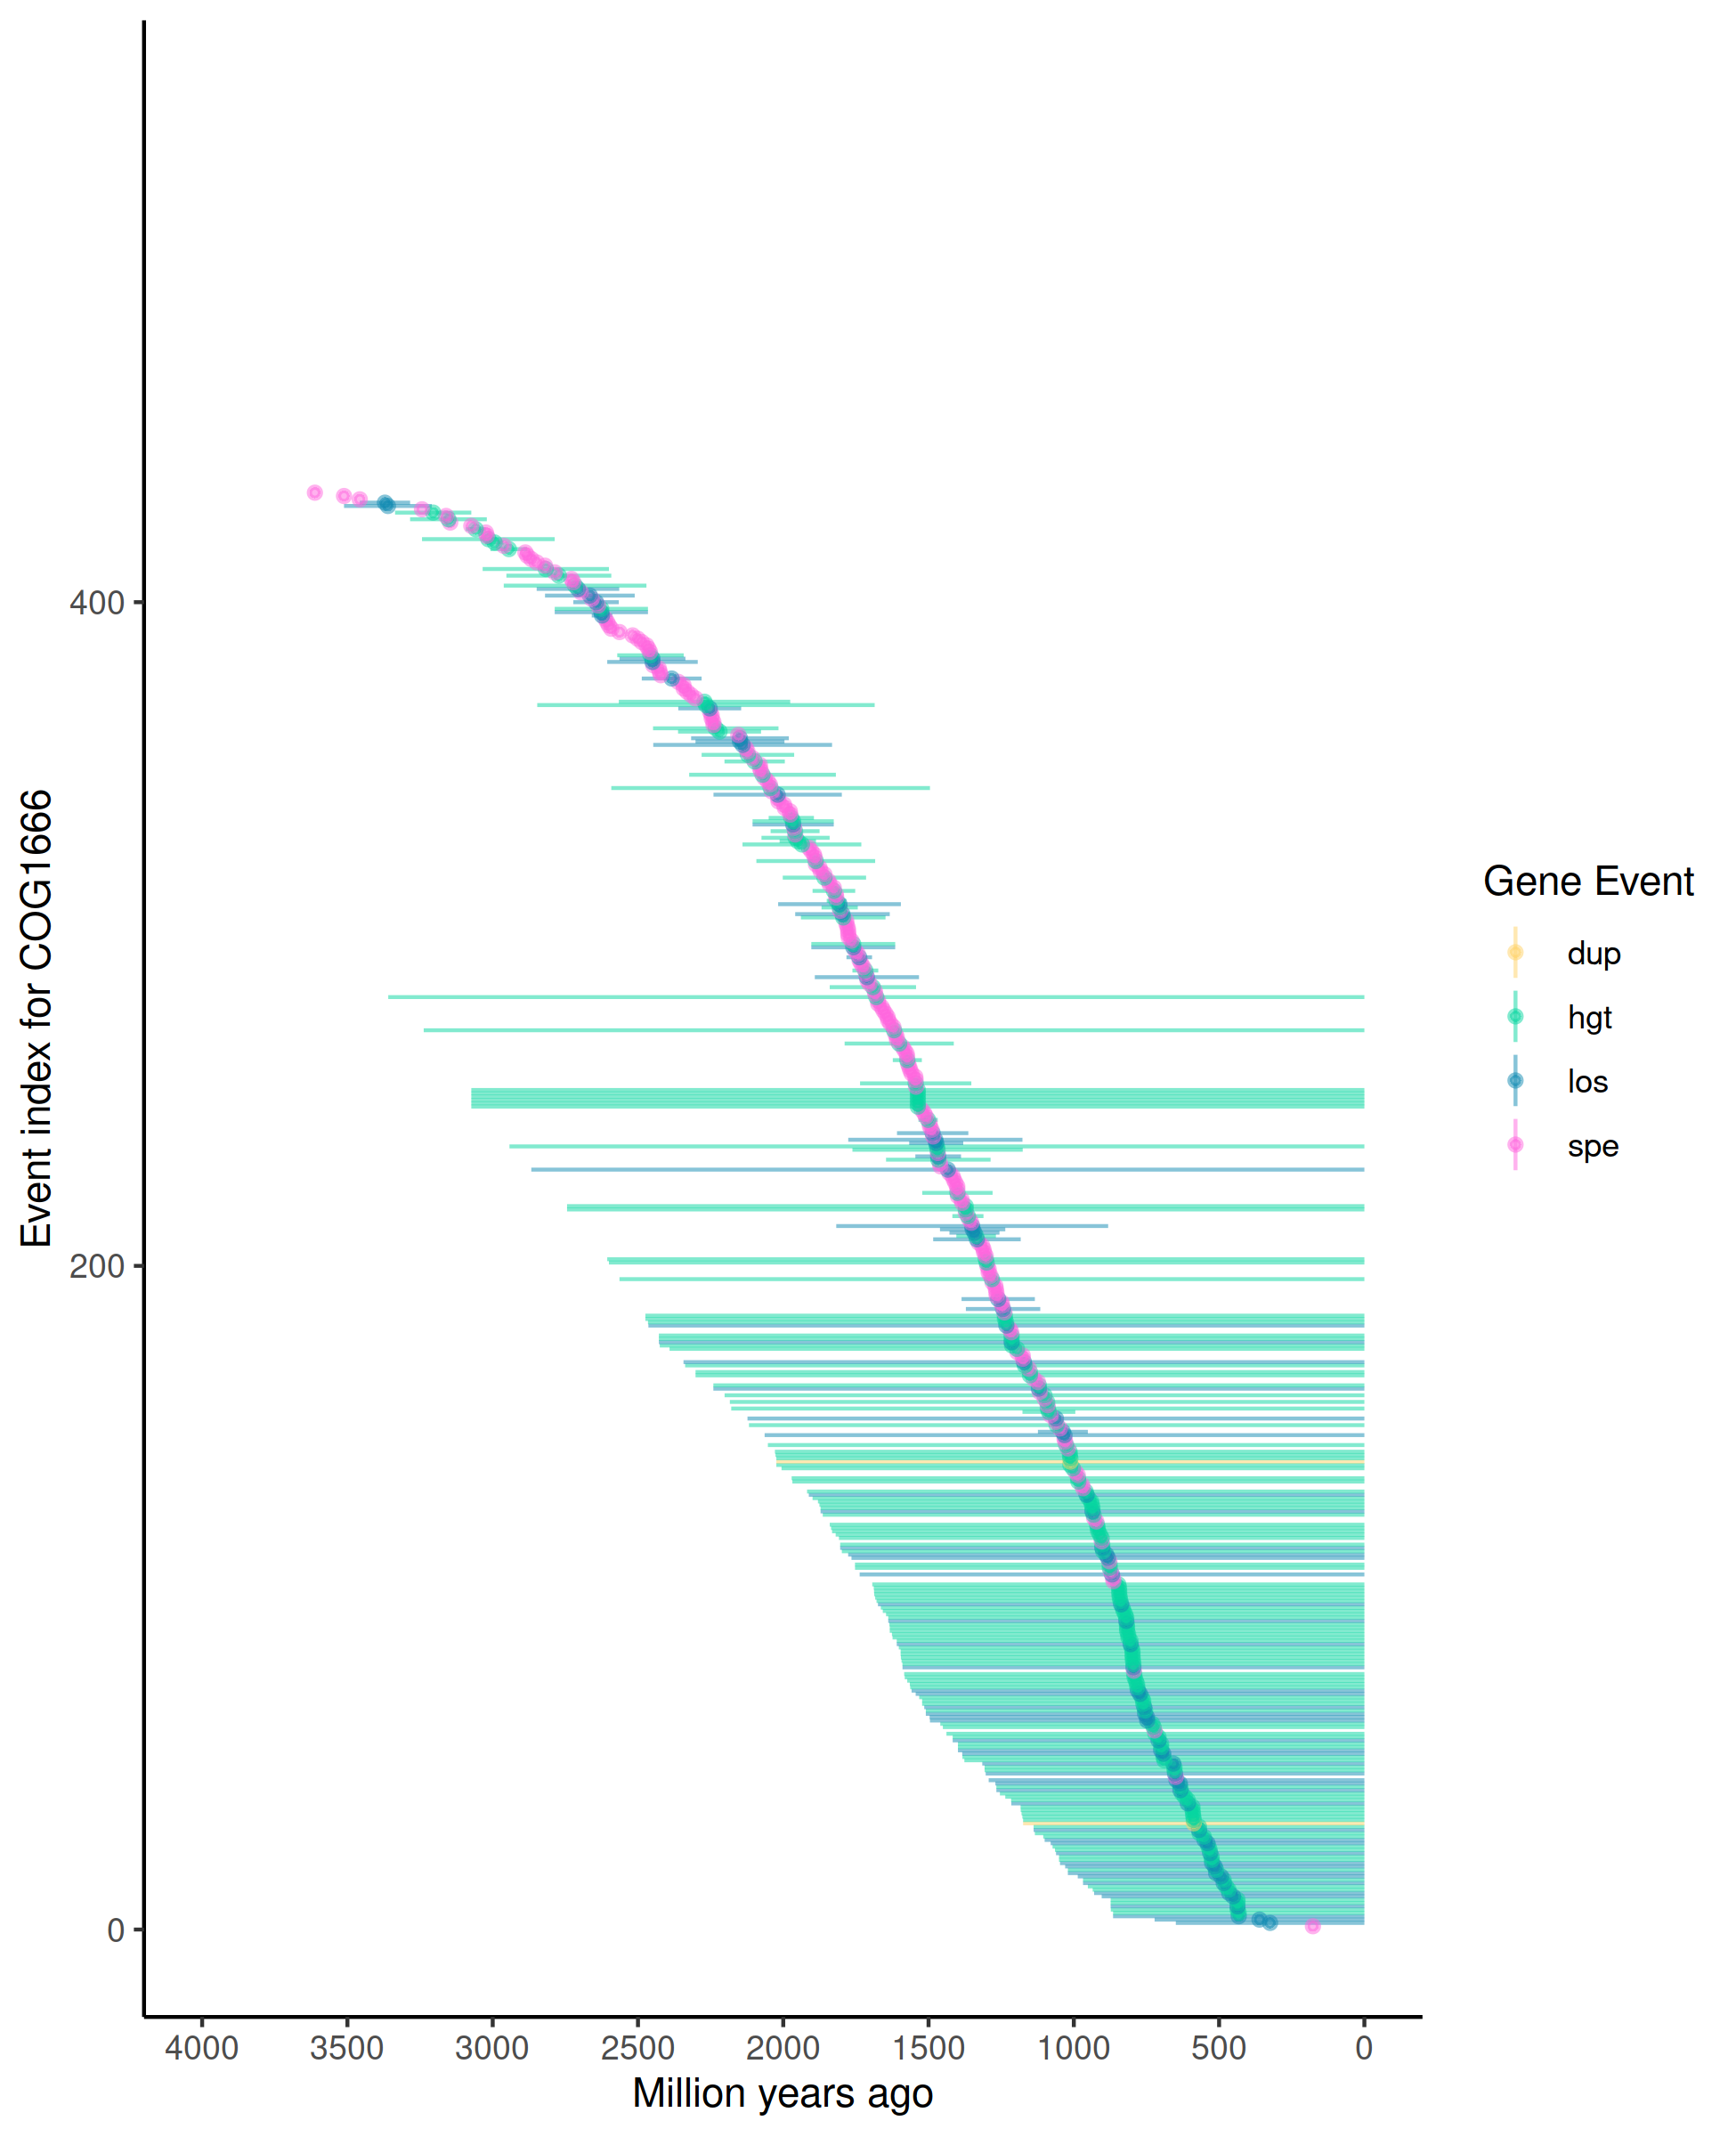 Event index for COG1666
400
200
0
4000 3500 3000 2500 2000 1500 1000 500 0
Million years ago
Gene Event
dup
hgt
los
spe